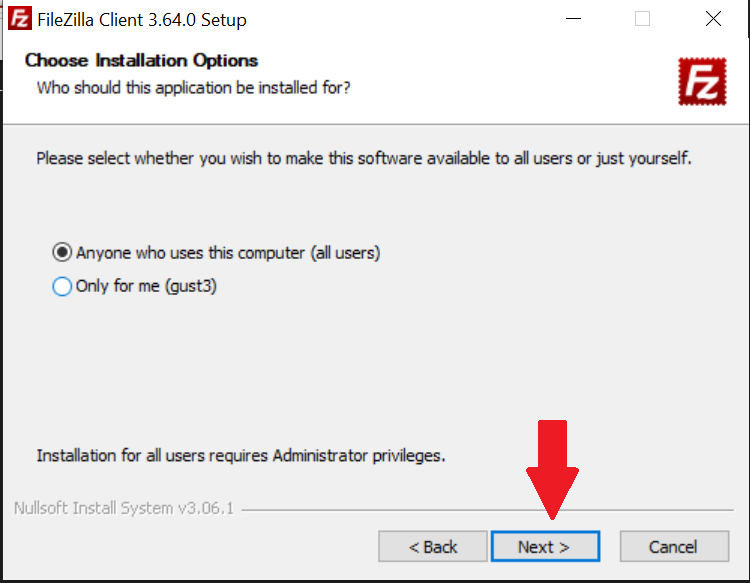 FileZilla Client 3.64.0 Setup
Choose Installation Options
Who should this application be installed for?
Fz
Please select whether you wish to make this software available to all users or just yourself.
Anyone who uses this computer (all users)
Only for me (gust3)
Installation for all users requires Administrator privileges.
Nullsoft Install System v3.06.1
< Back Next > Cancel